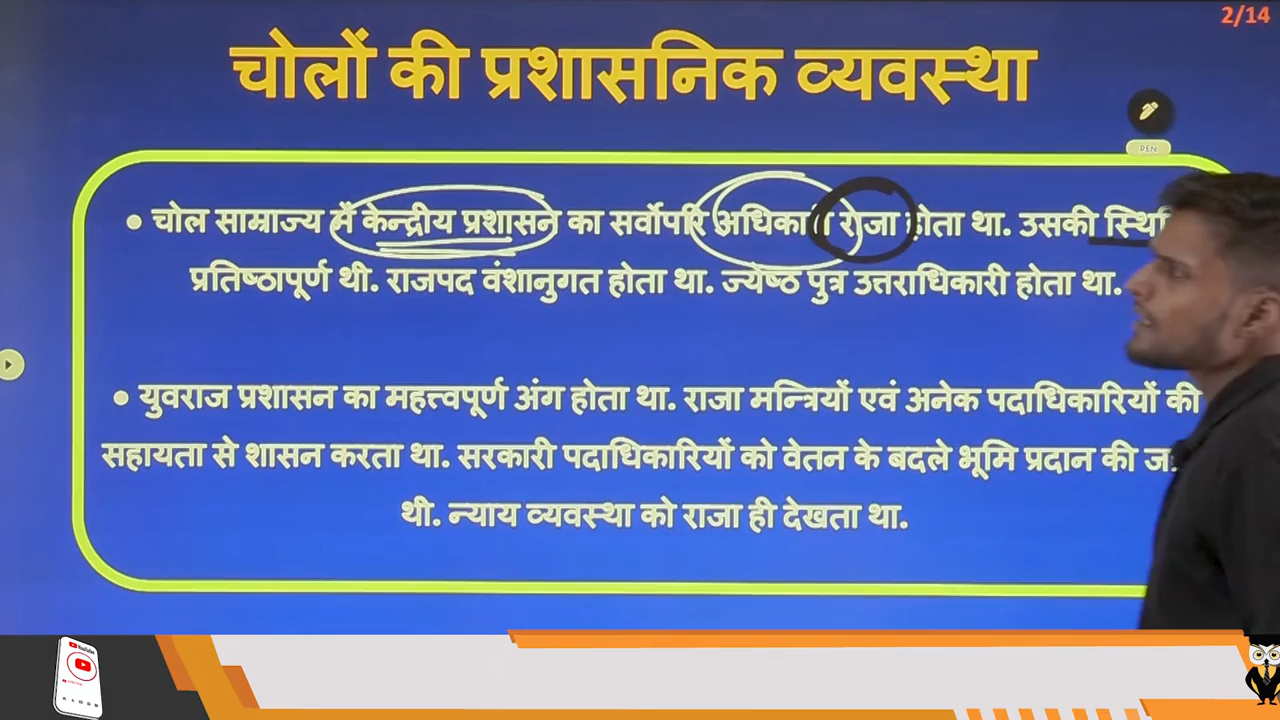 2/14
चोलों की प्रशासनिक व्यवस्था
PEN
• चोल साम्राज्य में केन्द्रीय प्रशासन का सर्वोपरि अधिकारी राजा होता था. उसकी
प्रतिष्ठापूर्ण थी. राजपद वंशानुगत होता था. ज्येष्ठ पुत्र उत्तराधिकारी होता था.
• युवराज प्रशासन का महत्त्वपूर्ण अंग होता था. राजा मन्त्रियों एवं अनेक पदाधिकारियों की
सहायता से शासन करता था. सरकारी पदाधिकारियों को वेतन के बदले भूमि प्रदान की
थी. न्याय व्यवस्था को राजा ही देखता था.
YouTube